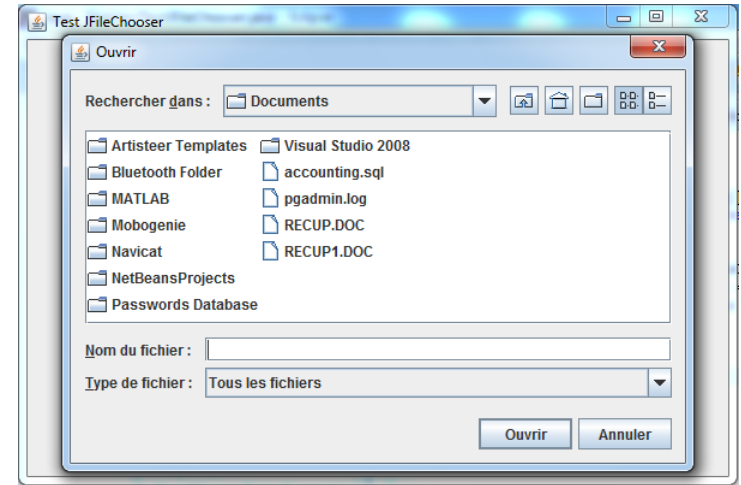 Test JFileChooser
Ouvrir
Rechercher dans : Documents
Artisteer Templates Visual Studio 2008
Bluetooth Folder accounting.sql
MATLAB pgadmin.log
Mobogenie RECUP.DOC
Navicat RECUP1.DOC
NetBeansProjects
Passwords Database
Nom du fichier :
Type de fichier : Tous les fichiers
Ouvrir Annuler